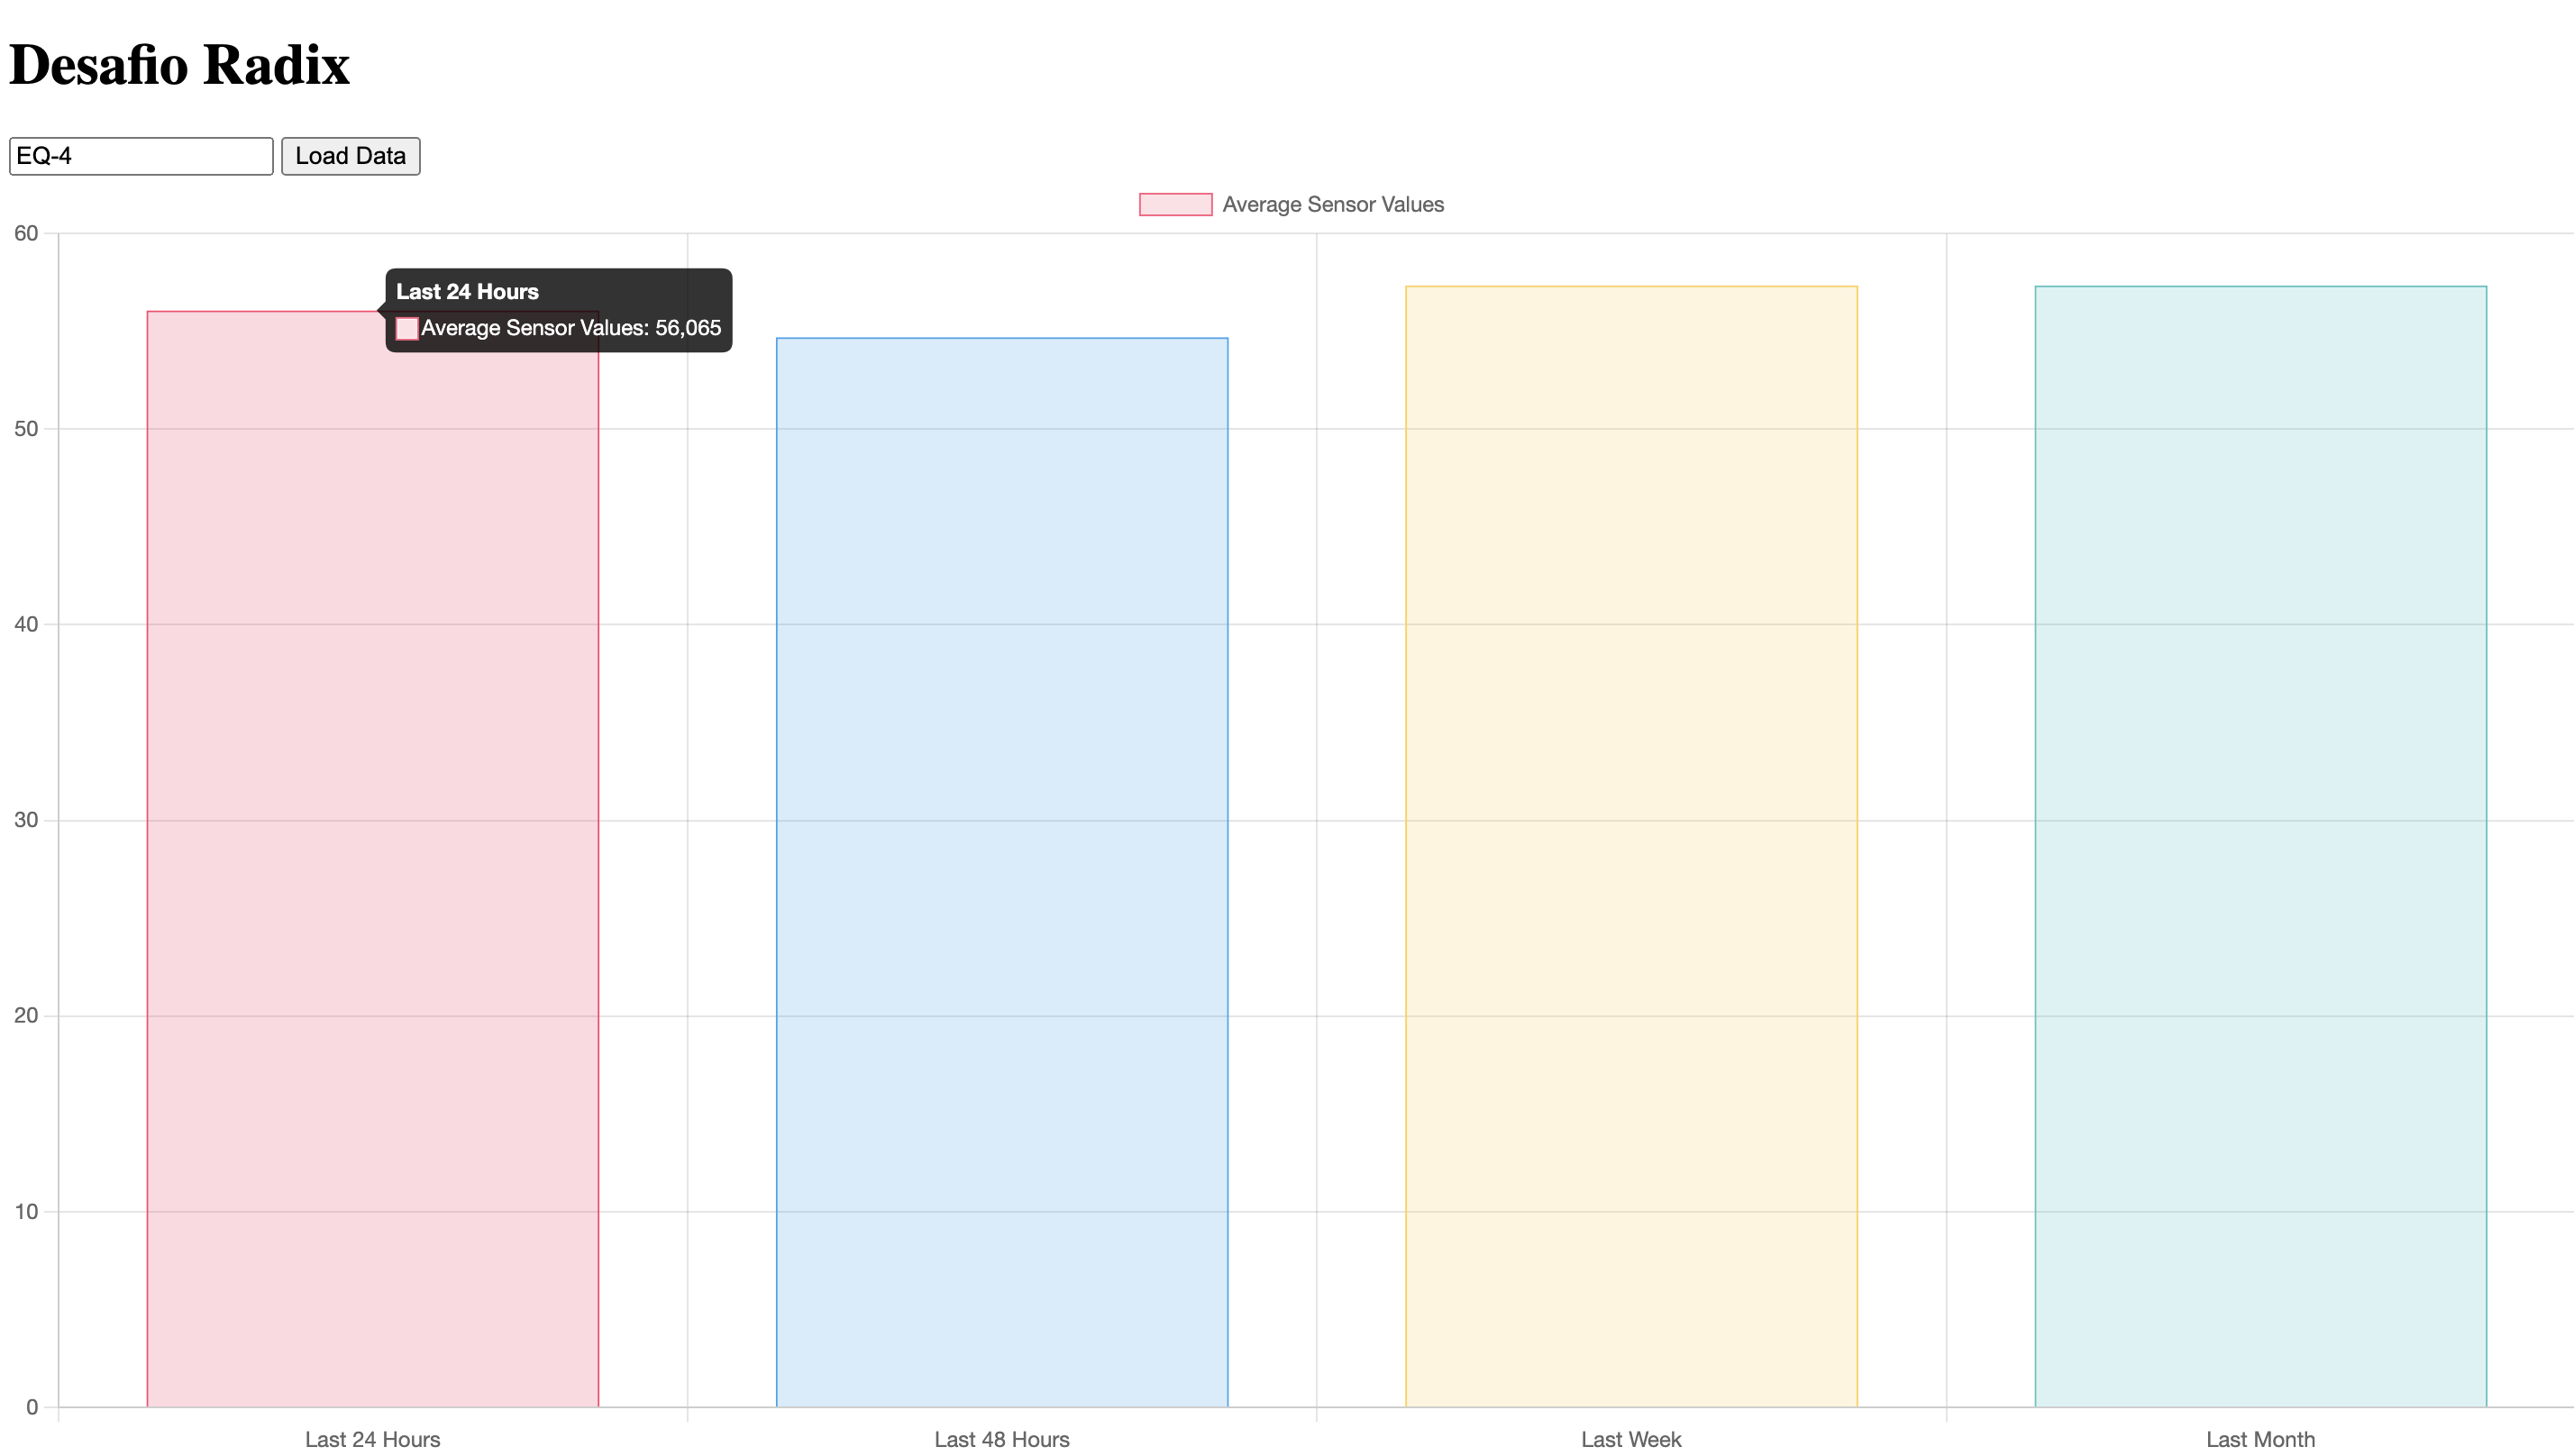 Desafio Radix
EQ-4 Load Data
Average Sensor Values
60
Last 24 Hours
Average Sensor Values: 56,065
50
40
30
20
10
0
Last 24 Hours Last 48 Hours Last Week Last Month